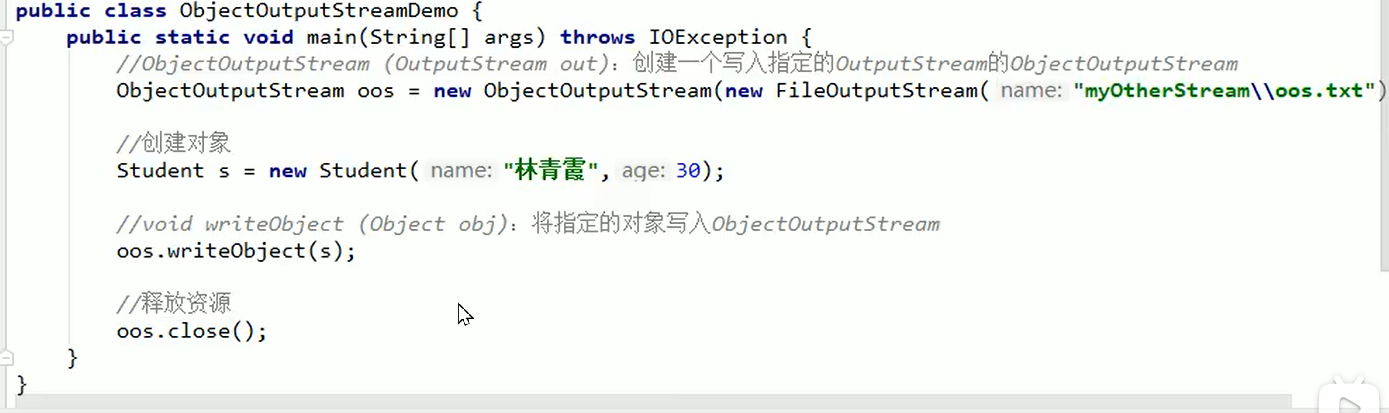 public class ObjectOutputStreamDemo {
    public static void main(String[] args) throws IOException {
        //ObjectOutputStream (OutputStream out)：创建一个写入指定的OutputStream的ObjectOutputStream
        ObjectOutputStream oos = new ObjectOutputStream(new FileOutputStream( name: "myOtherStream\\oos.txt")
        //创建对象
        Student s = new Student( name: "林青霞", age: 30);
        //void writeObject (Object obj)：将指定的对象写入ObjectOutputStream
        oos.writeObject(s);
        //释放资源
        oos.close();
    }
}